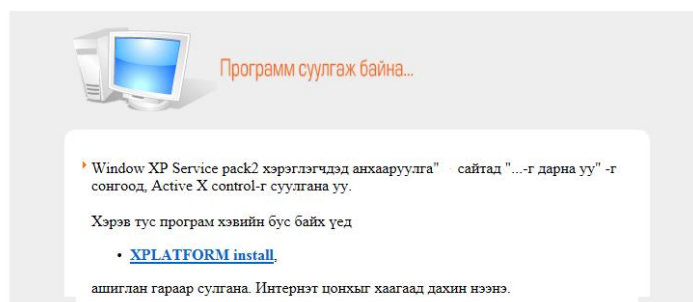 Программ суулгаж байна...
Window XP Service pack2 хэрэглэгчдэд анхааруулга" сайтад "...-г дарна уу" -г
сонгоод, Active X control-г суулгана уу.
Хэрэв тус програм хэвийн бус байх үед
• XPLATFORM install,
ашиглан гараар сулгана. Интернэт цонхыг хаагаад дахин нээнэ.